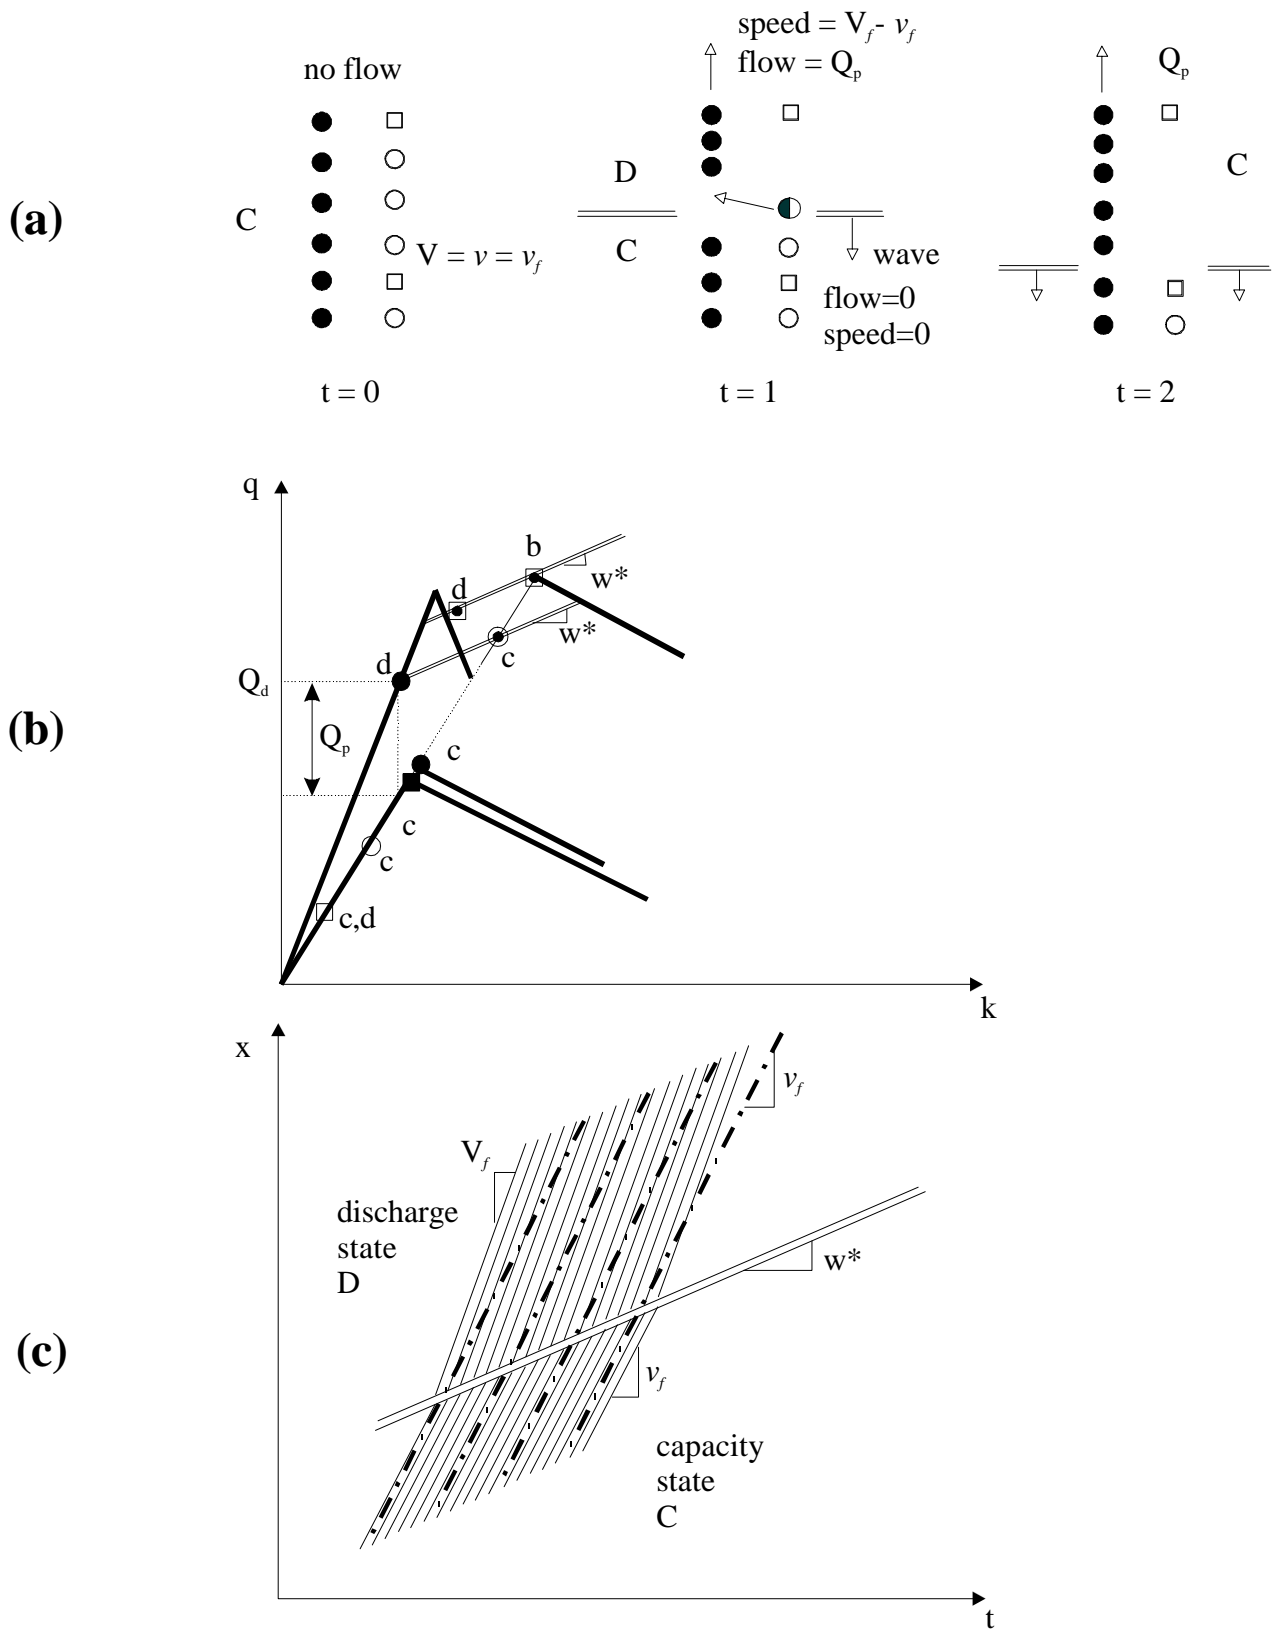 (a)
no flow
C
V = v = v_f
t = 0
speed = V_f - v_f
flow = Q_p
D
C
wave
flow=0
speed=0
t = 1
Q_p
C
t = 2
(b)
q
b
w*
d
w*
c
d
Q_d
Q_p
c
c
c
c,d
k
(c)
x
v_f
V_f
discharge
state
D
w*
v_f
capacity
state
C
t